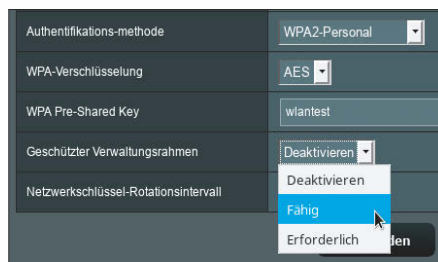 Authentifikations-methode WPA2-Personal
WPA-Verschlüsselung AES
WPA Pre-Shared Key wlantest
Geschützter Verwaltungsrahmen Deaktivieren
Deaktivieren
Netzwerkschlüssel-Rotationsintervall
Fähig
Erforderlich